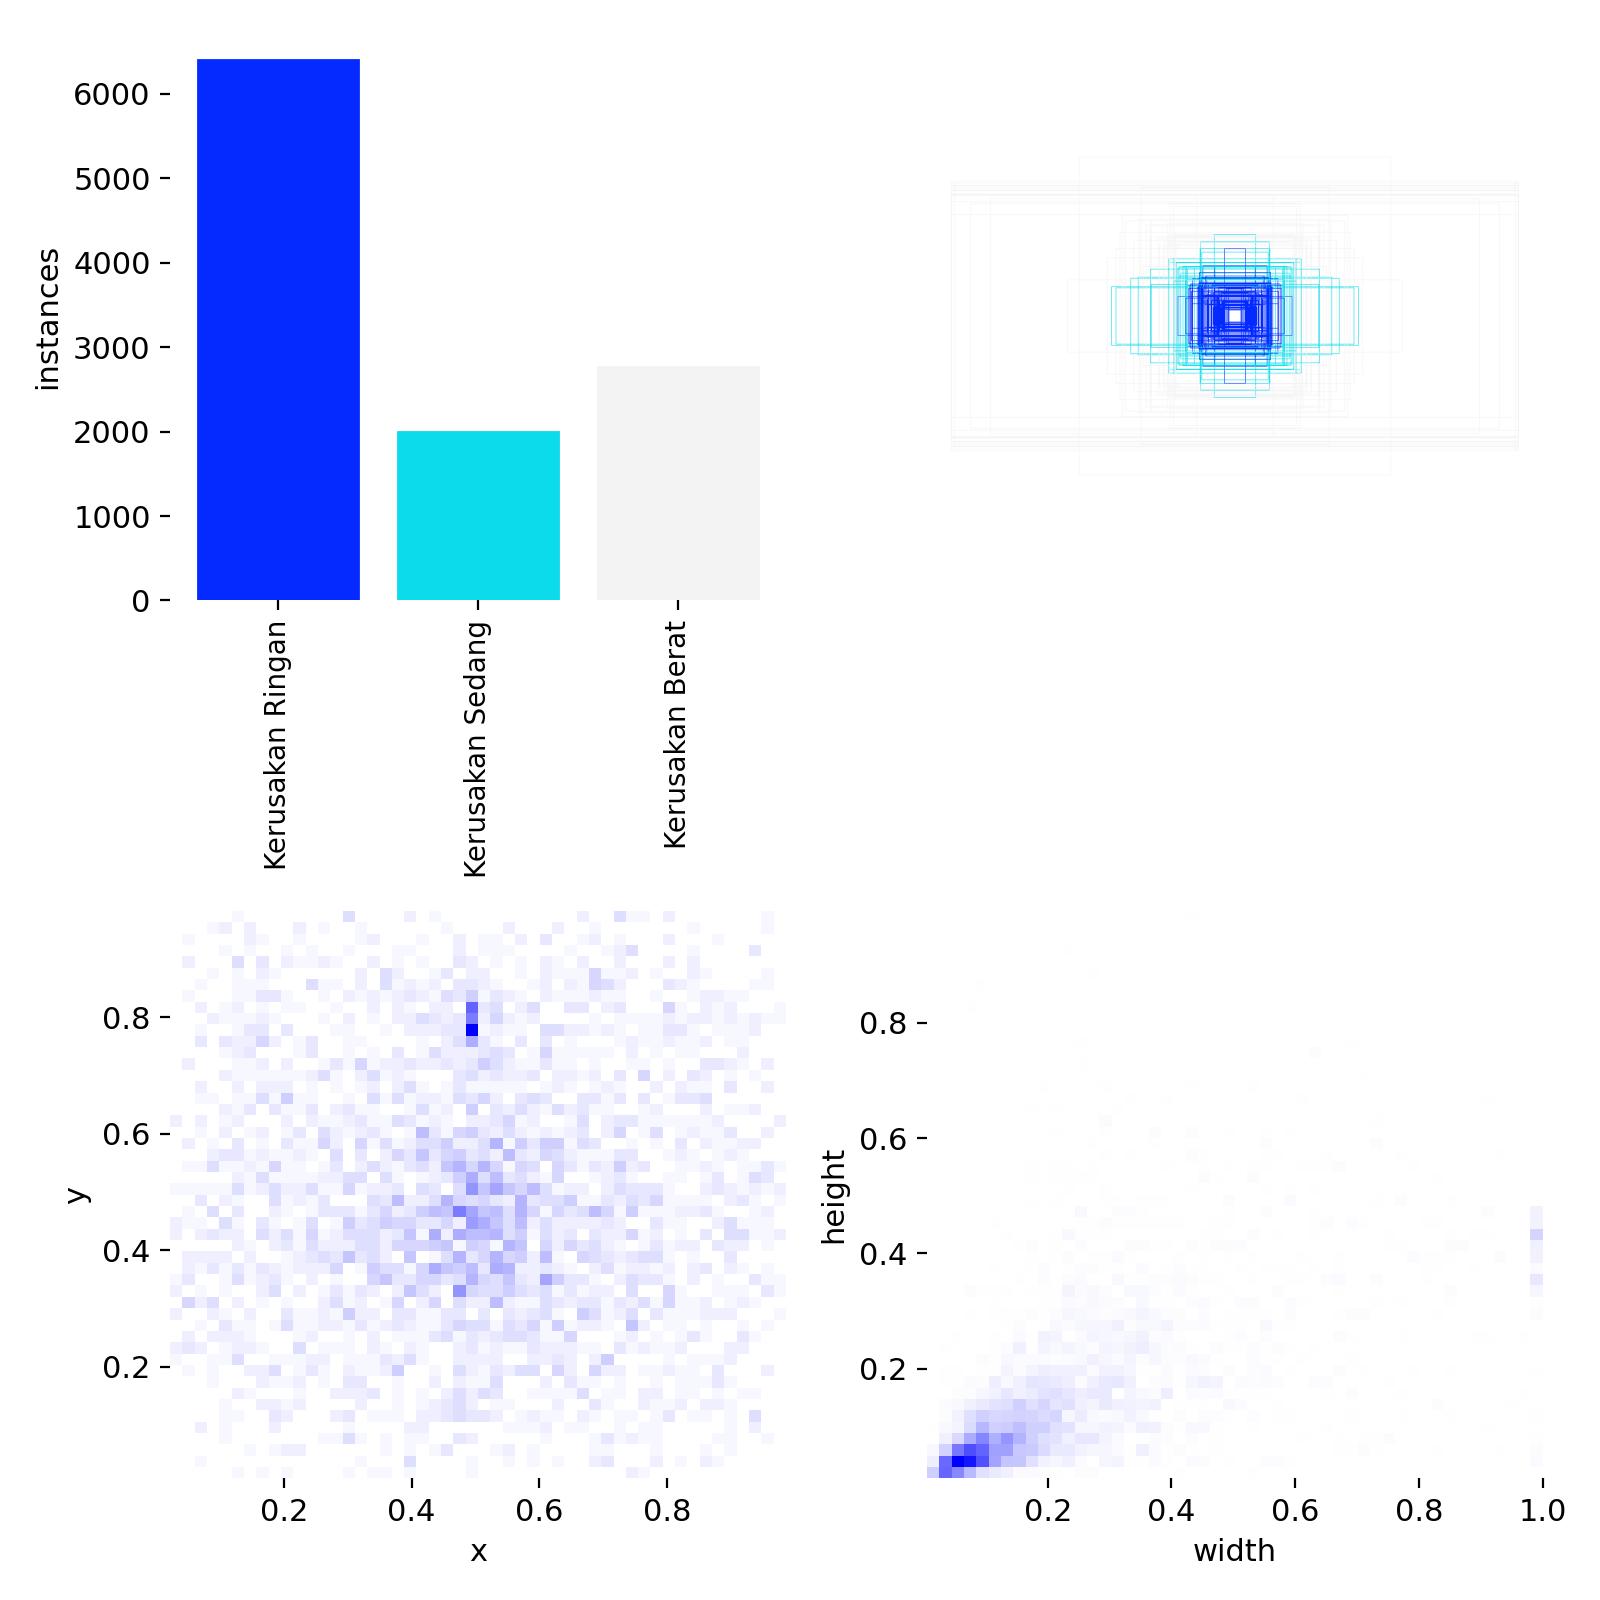 instances
6000
5000
4000
3000
2000
1000
0
Kerusakan Ringan
Kerusakan Sedang
Kerusakan Berat
y
0.8
0.6
0.4
0.2
0.2 0.4 0.6 0.8
x
height
0.8
0.6
0.4
0.2
0.2 0.4 0.6 0.8 1.0
width